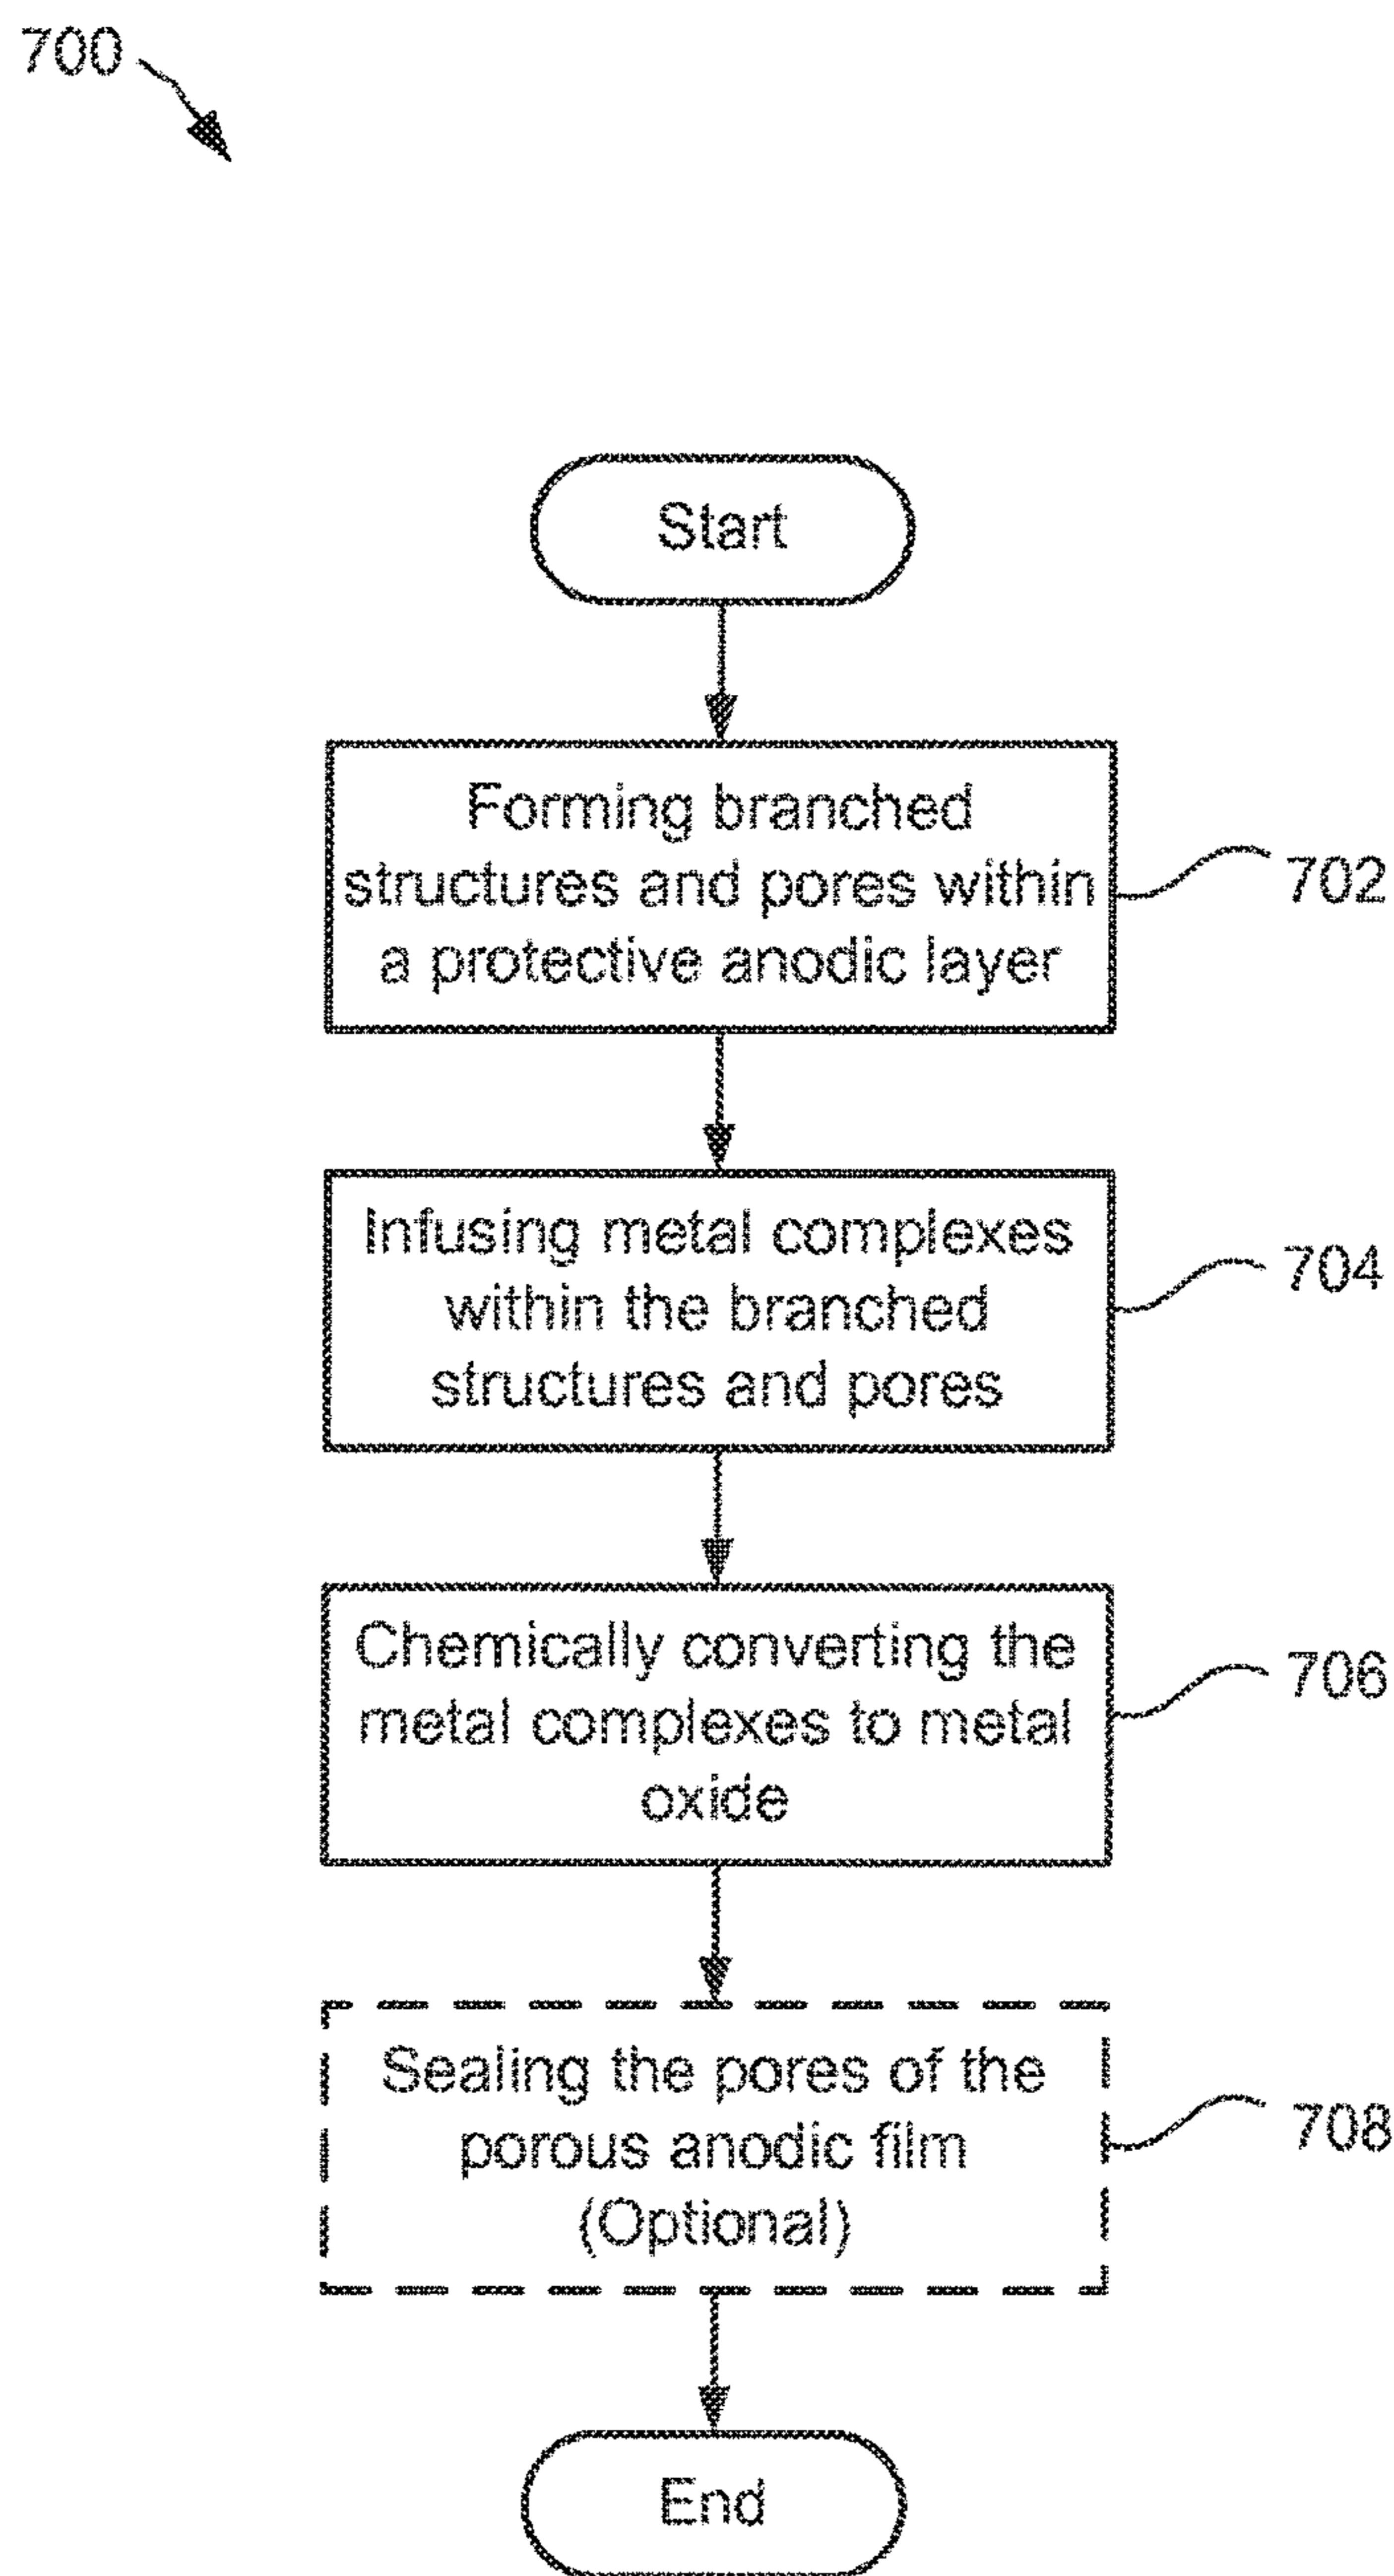 700
Start
Forming branched
structures and pores within
a protective anodic layer
702
Infusing metal complexes
within the branched
structures and pores
704
Chemically converting the
metal complexes to metal
oxide
706
Sealing the pores of the
porous anodic film
(Optional)
708
End